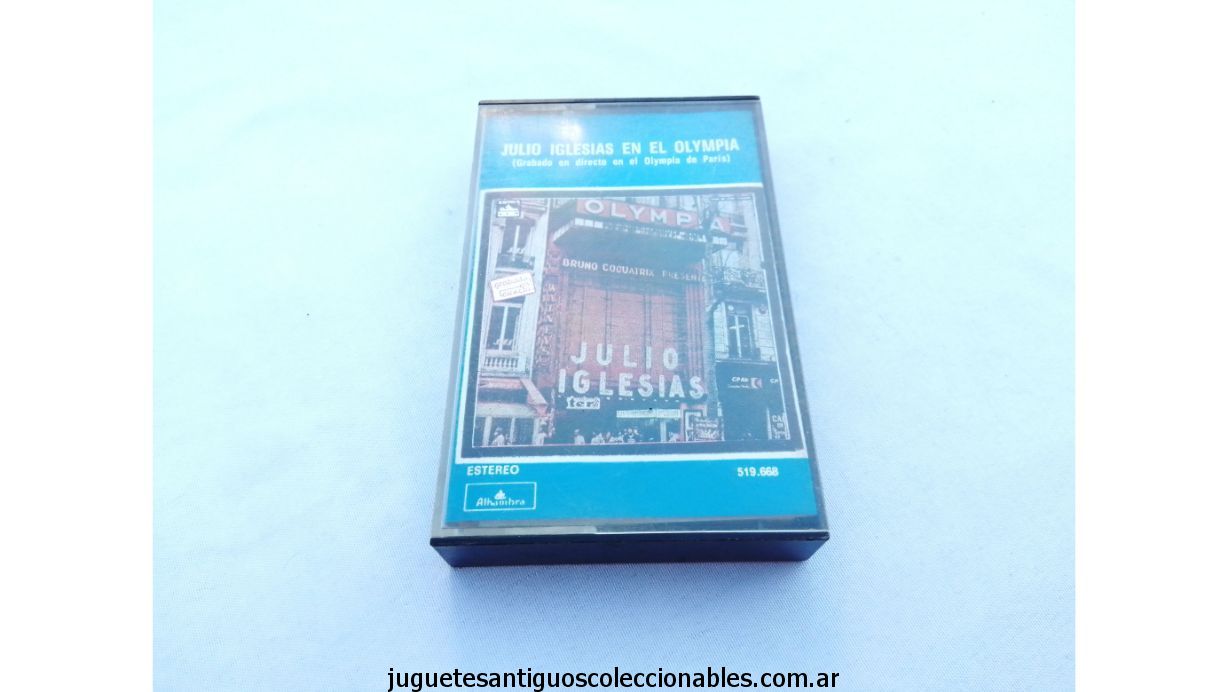 JULIO IGLESIAS EN EL OLYMPIA
(Grabado en directo en el Olympia de París)
OLYMPIA
BRUNO COQUATRIX PRESENTE
JULIO
IGLESIAS
ESTEREO
519.668
Alhambra
juguetesantiguoscoleccionables.com.ar